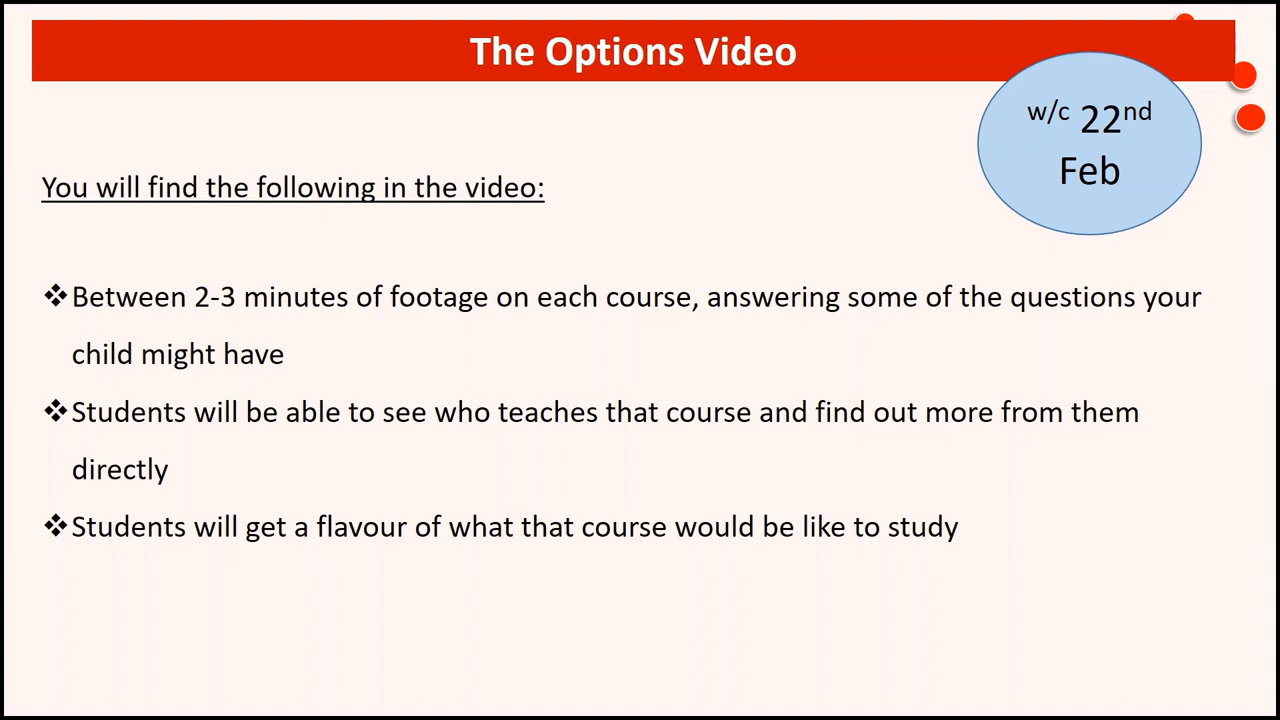 The Options Video
w/c 22nd
Feb
You will find the following in the video:
❖Between 2-3 minutes of footage on each course, answering some of the questions your
child might have
❖Students will be able to see who teaches that course and find out more from them
directly
❖Students will get a flavour of what that course would be like to study